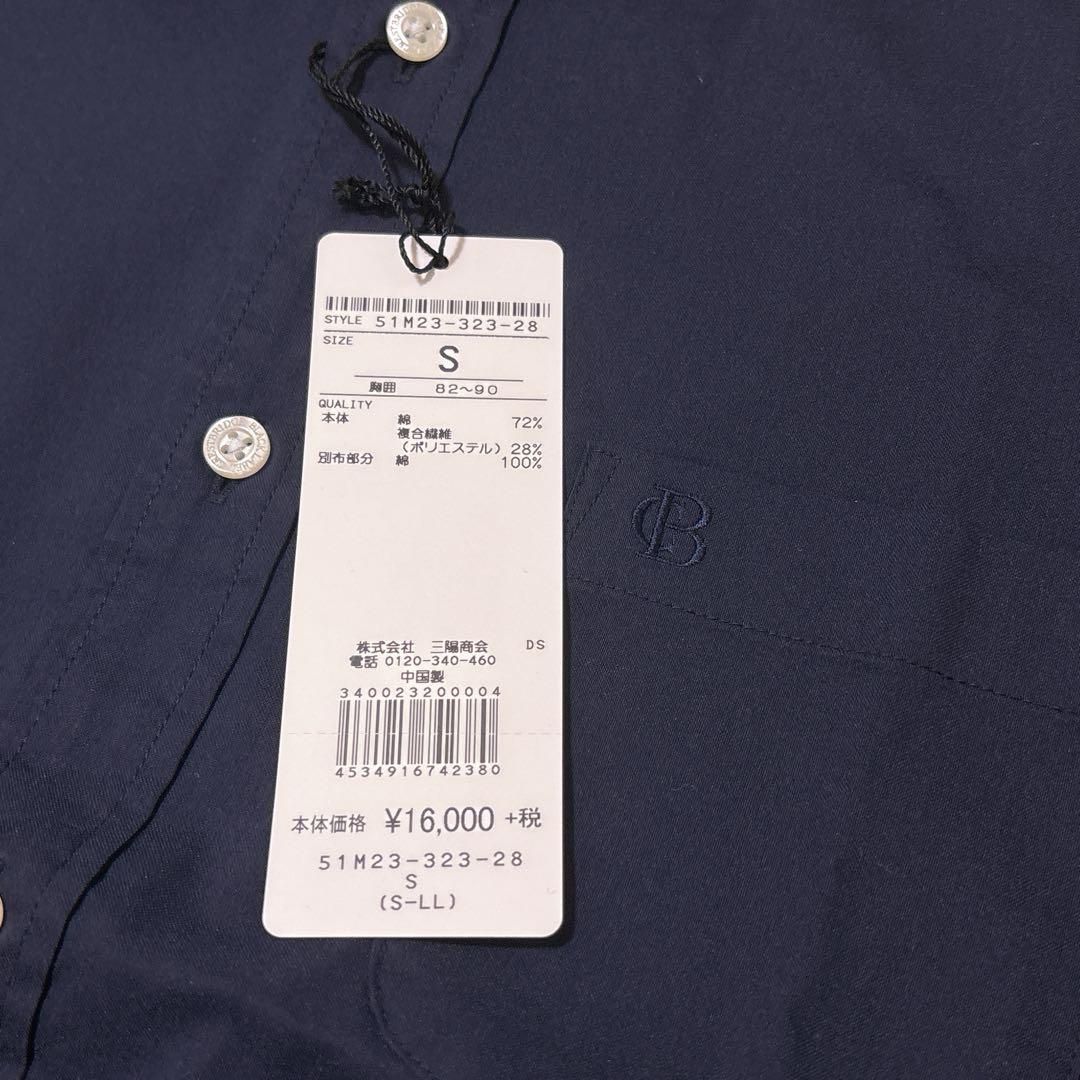 STYLE 51M23-323-28
SIZE
S
胸囲 82～90
QUALITY
本体 綿 72%
複合繊維
(ポリエステル) 28%
別布部分 綿 100%
株式会社 三陽商会 DS
電話 0120-340-460
中国製
340023200004
4534916742380
本体価格 ¥16,000 +税
51M23-323-28
S
(S-LL)
CRESTBRIDGE BLACK LABEL
CB